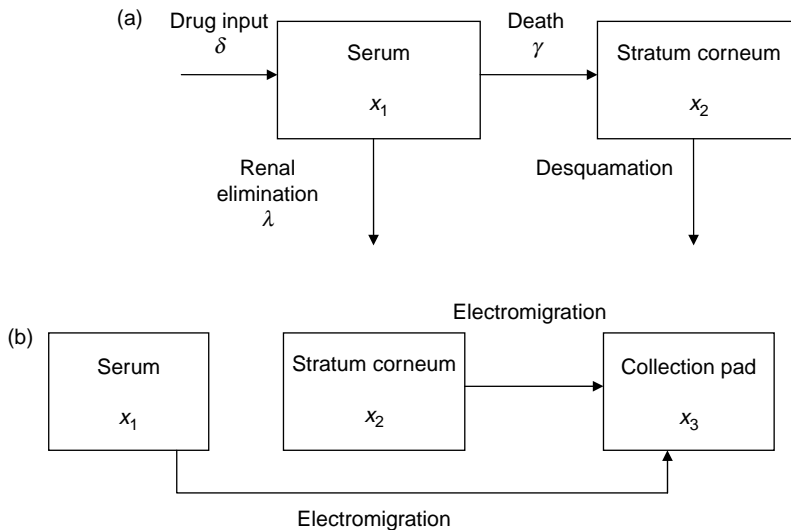 (a)
Drug input
δ
Serum
x1
Death
γ
Stratum corneum
x2
Renal
elimination
λ
Desquamation
(b)
Electromigration
Serum
x1
Stratum corneum
x2
Collection pad
x3
Electromigration